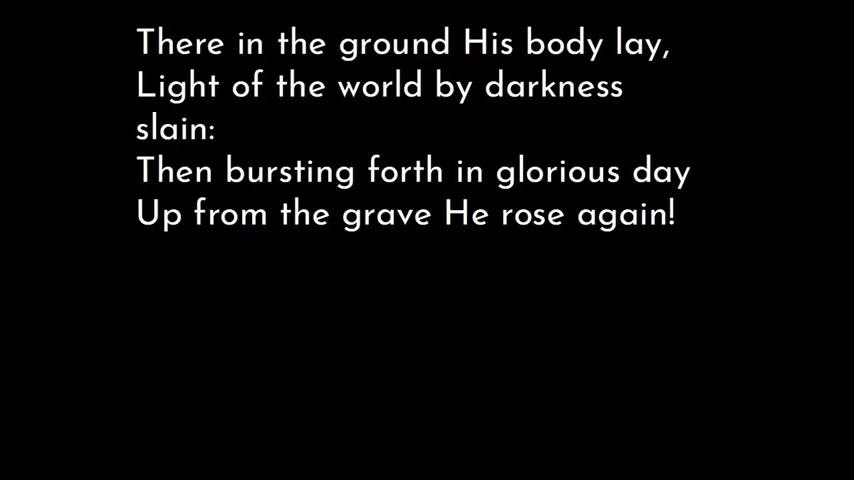 There in the ground His body lay,
Light of the world by darkness
slain:
Then bursting forth in glorious day
Up from the grave He rose again!